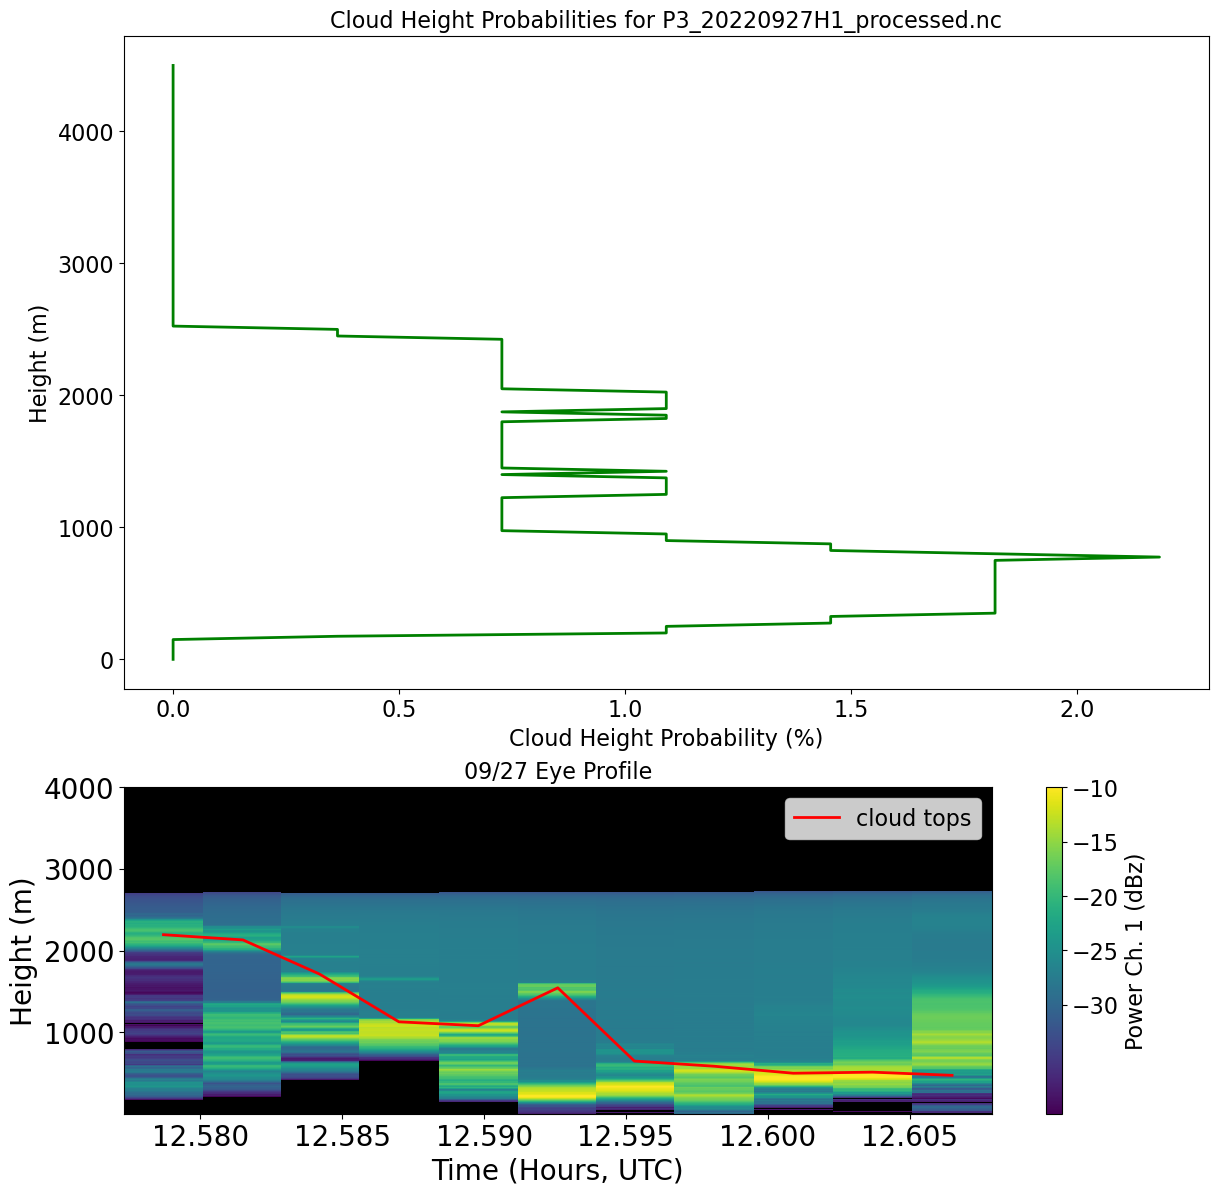 Cloud Height Probabilities for P3_20220927H1_processed.nc
4000
3000
2000
1000
0
Height (m)
0.0 0.5 1.0 1.5 2.0
Cloud Height Probability (%)
09/27 Eye Profile
4000
3000
2000
1000
Height (m)
cloud tops
12.580 12.585 12.590 12.595 12.600 12.605
Time (Hours, UTC)
−10
−15
−20
−25
−30
Power Ch. 1 (dBz)